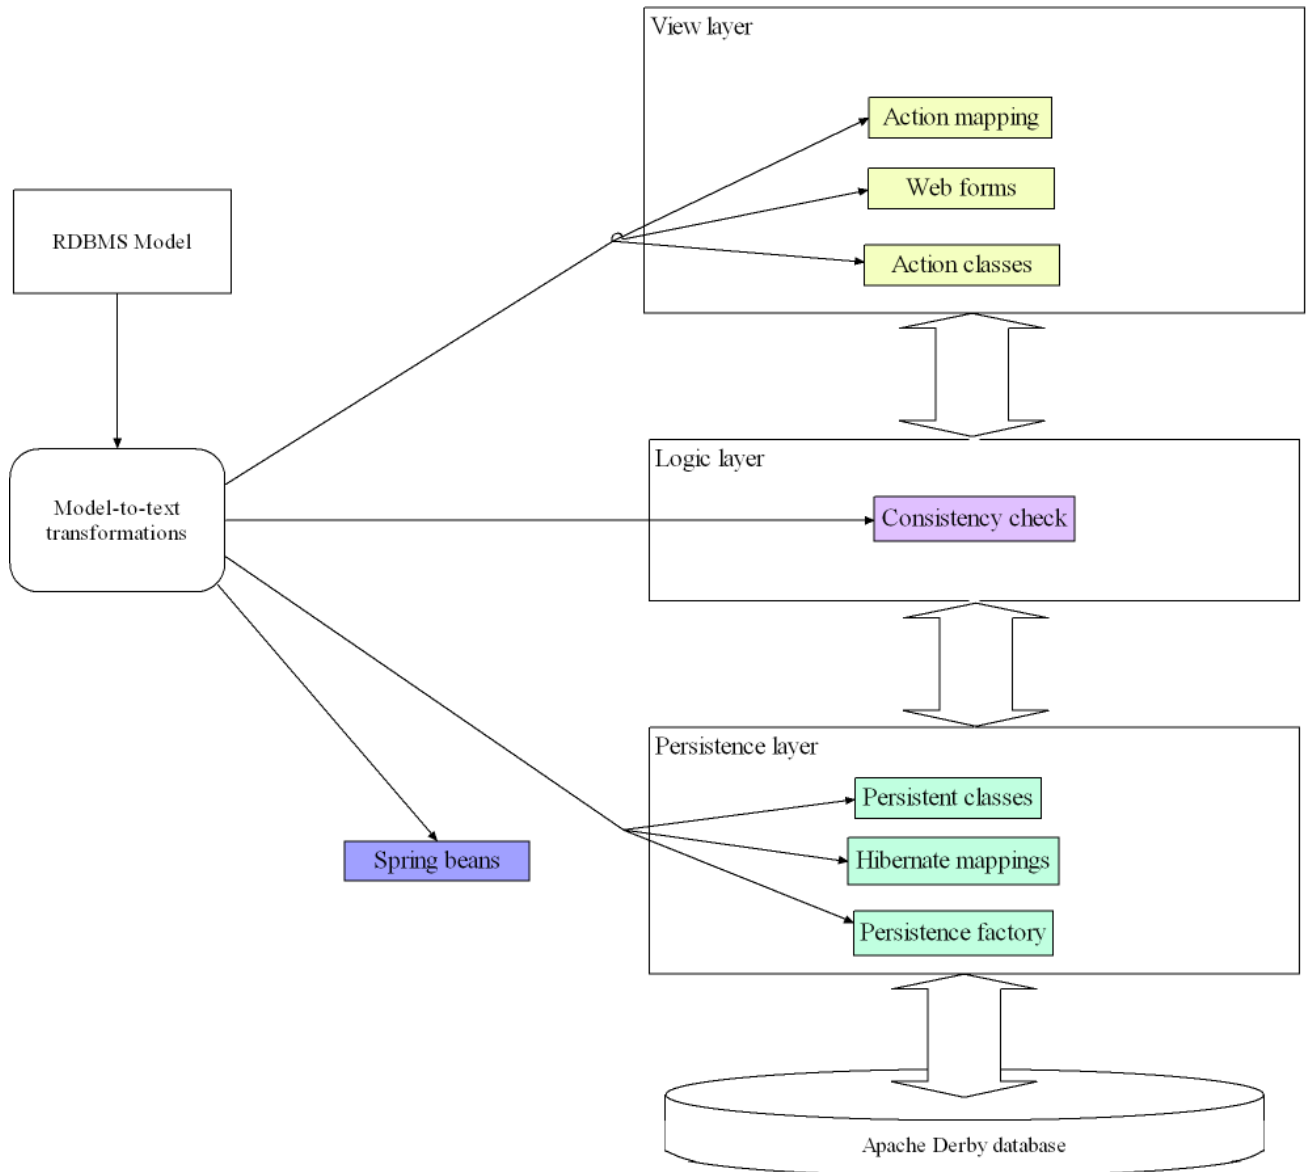 View layer
Action mapping
Web forms
RDBMS Model
Action classes
Logic layer
Model-to-text
transformations
Consistency check
Persistence layer
Persistent classes
Spring beans
Hibernate mappings
Persistence factory
Apache Derby database